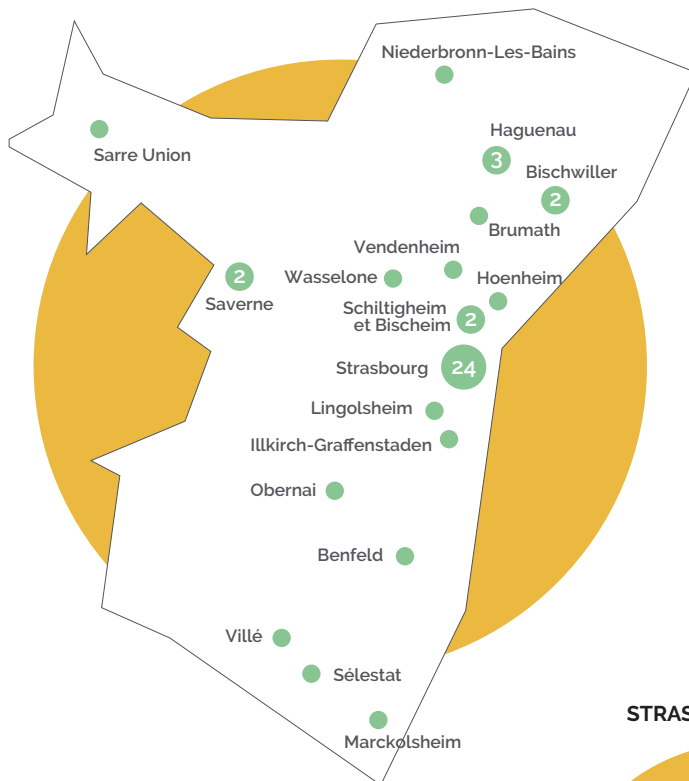 Niederbronn-Les-Bains
Sarre Union
Haguenau
3
Bischwiller
2
Brumath
Vendenheim
Wasselone
Hoenheim
2
Saverne
Schiltigheim
et Bischeim
2
Strasbourg
24
Lingolsheim
Illkirch-Graffenstaden
Obernai
Benfeld
Villé
Sélestat
STRAS
Marckolsheim